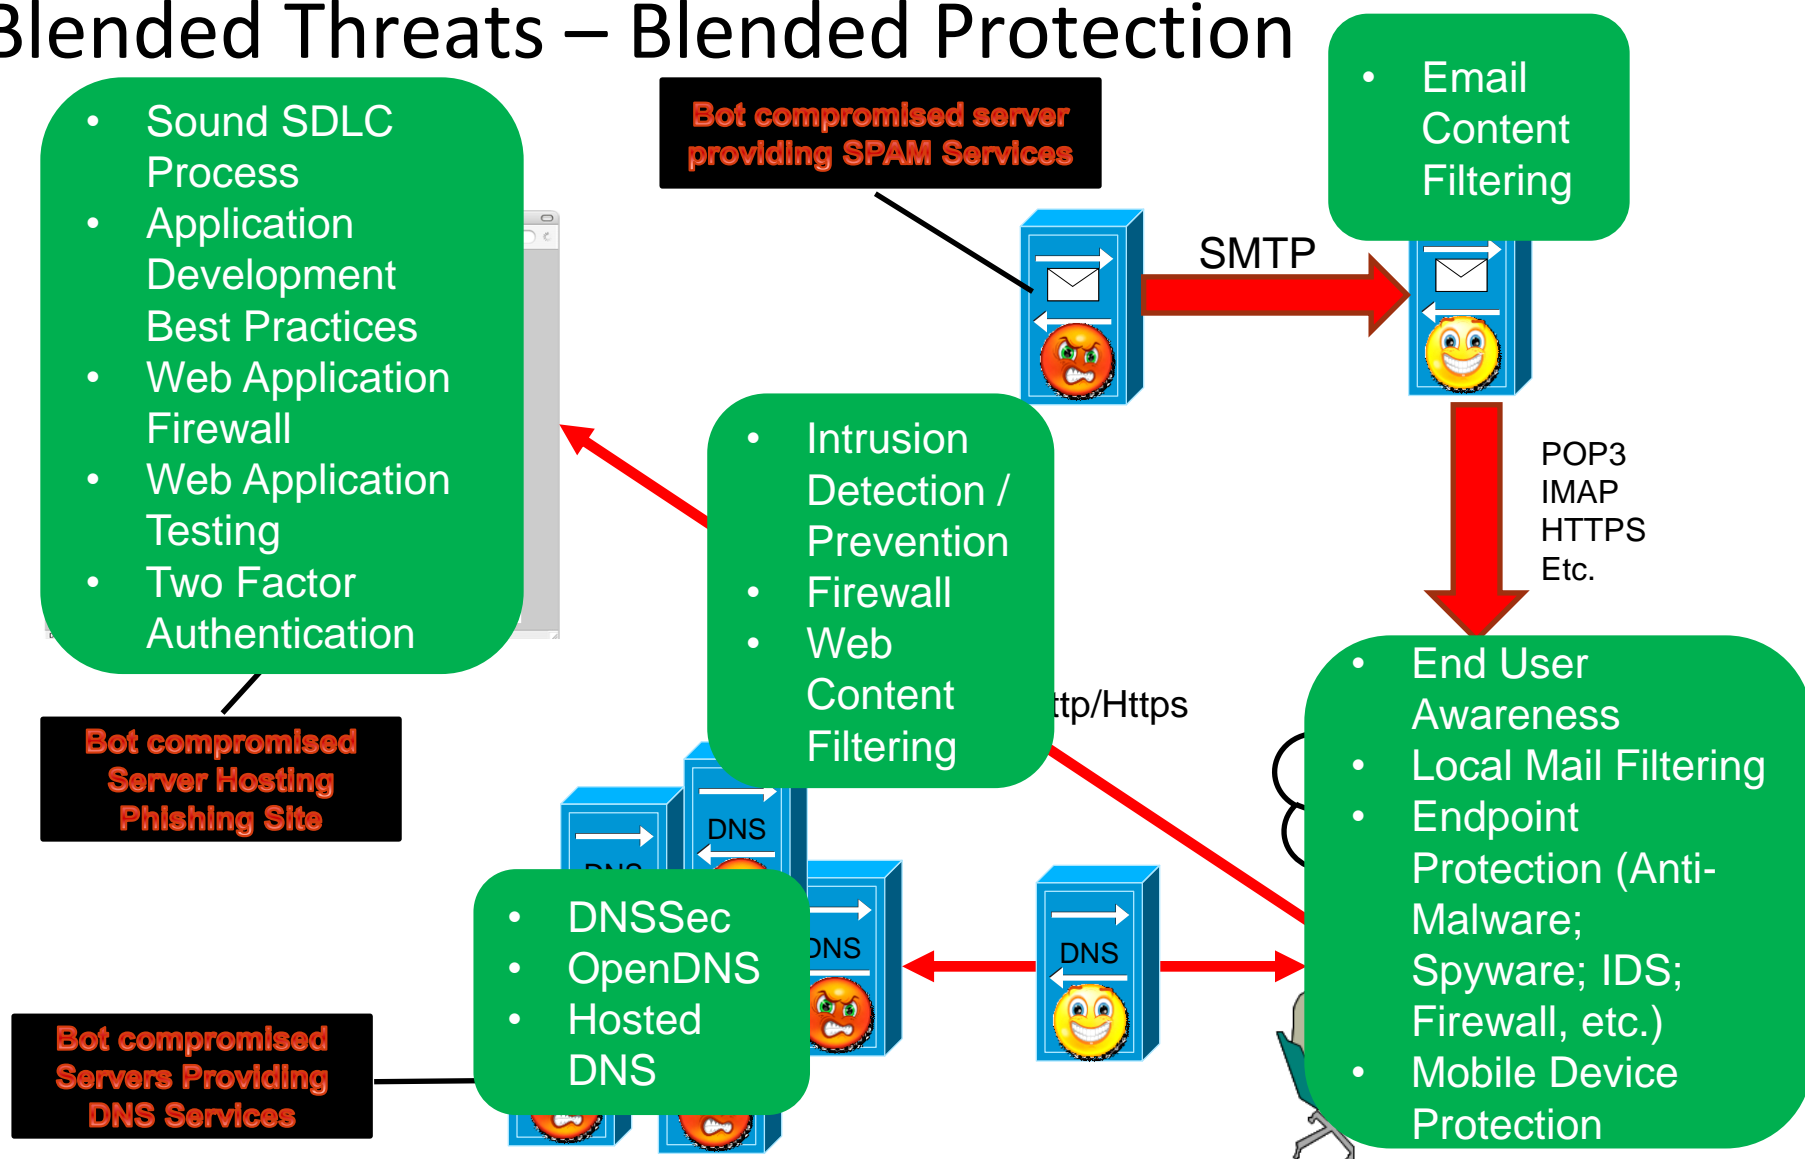 Blended Threats – Blended Protection
• Sound SDLC
Process
• Application
Development
Best Practices
• Web Application
Firewall
• Web Application
Testing
• Two Factor
Authentication
Bot compromised server
providing SPAM Services
• Email
Content
Filtering
SMTP
POP3
IMAP
HTTPS
Etc.
• Intrusion
Detection /
Prevention
• Firewall
• Web
Content
Filtering
ttp/Https
• End User
Awareness
• Local Mail Filtering
• Endpoint
Protection (Anti-
Malware;
Spyware; IDS;
Firewall, etc.)
• Mobile Device
Protection
Bot compromised
Server Hosting
Phishing Site
DNS
DNS
DNS
DNS
• DNSSec
• OpenDNS
• Hosted
DNS
Bot compromised
Servers Providing
DNS Services